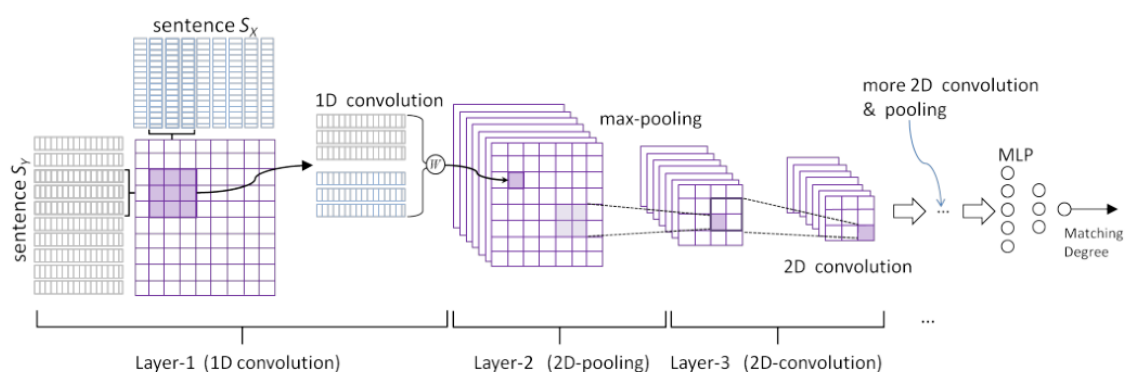 sentence S_X
sentence S_Y
1D convolution
W
max-pooling
more 2D convolution
& pooling
...
MLP
Matching
Degree
2D convolution
...
Layer-1 (1D convolution)
Layer-2 (2D-pooling)
Layer-3 (2D-convolution)